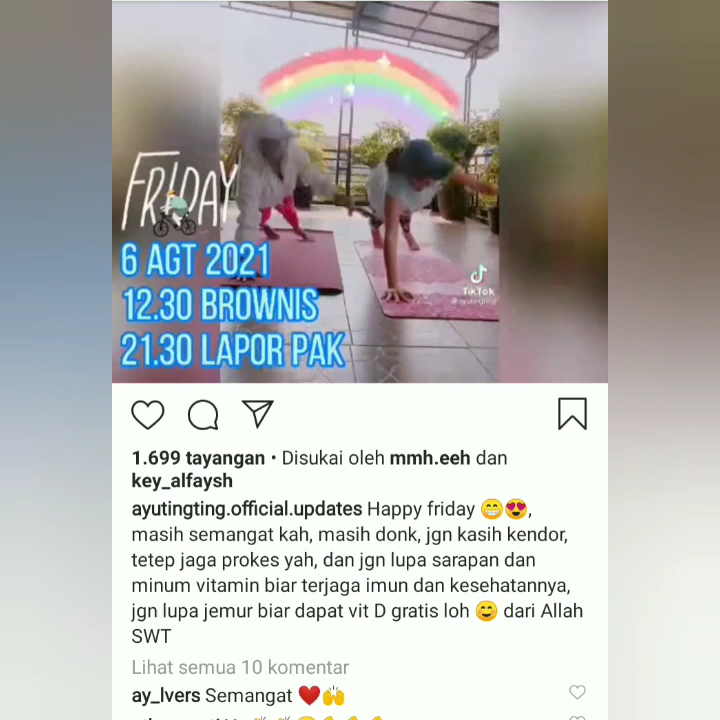 FRIDAY
6 AGT 2021
12.30 BROWNIS
21.30 LAPOR PAK
TikTok
1.699 tayangan • Disukai oleh mmh.eeh dan
key_alfaysh
ayutingting.official.updates Happy friday 😁😍,
masih semangat kah, masih donk, jgn kasih kendor,
tetep jaga prokes yah, dan jgn lupa sarapan dan
minum vitamin biar terjaga imun dan kesehatannya,
jgn lupa jemur biar dapat vit D gratis loh 😊 dari Allah
SWT
Lihat semua 10 komentar
ay_lvers Semangat ❤️🙌